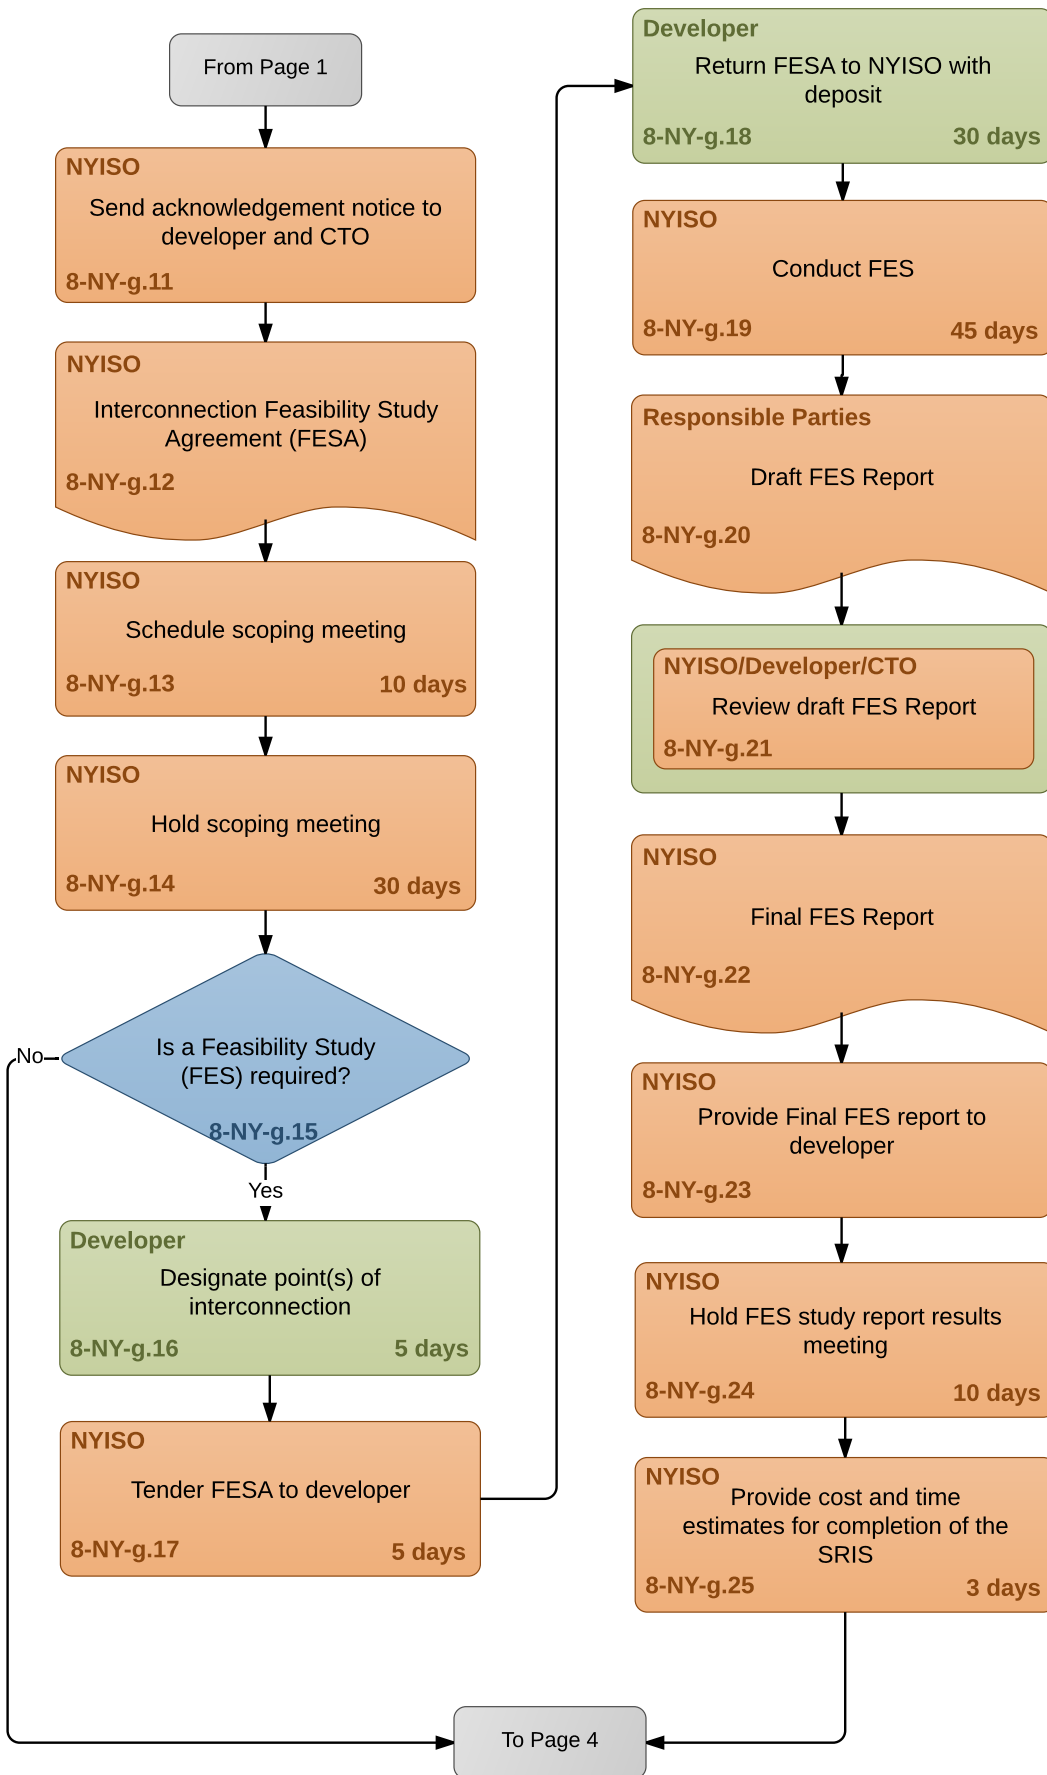 From Page 1
NYISO
Send acknowledgement notice to
developer and CTO
8-NY-g.11
NYISO
Interconnection Feasibility Study
Agreement (FESA)
8-NY-g.12
NYISO
Schedule scoping meeting
8-NY-g.13 10 days
NYISO
Hold scoping meeting
8-NY-g.14 30 days
Is a Feasibility Study
(FES) required?
8-NY-g.15
No
Yes
Developer
Designate point(s) of
interconnection
8-NY-g.16 5 days
NYISO
Tender FESA to developer
8-NY-g.17 5 days
Developer
Return FESA to NYISO with
deposit
8-NY-g.18 30 days
NYISO
Conduct FES
8-NY-g.19 45 days
Responsible Parties
Draft FES Report
8-NY-g.20
NYISO/Developer/CTO
Review draft FES Report
8-NY-g.21
NYISO
Final FES Report
8-NY-g.22
NYISO
Provide Final FES report to
developer
8-NY-g.23
NYISO
Hold FES study report results
meeting
8-NY-g.24 10 days
NYISO
Provide cost and time
estimates for completion of the
SRIS
8-NY-g.25 3 days
To Page 4